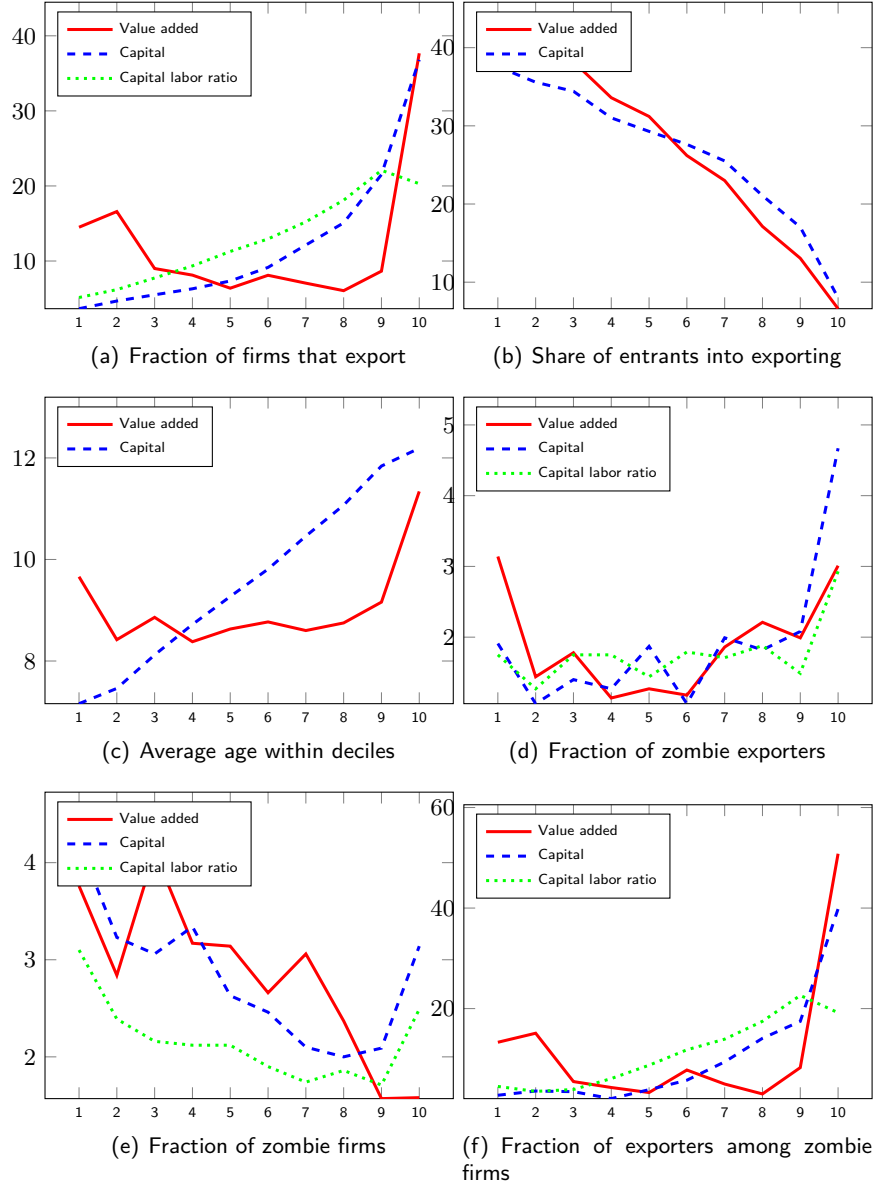 Value added
Capital
Capital labor ratio
40
30
20
10
1 2 3 4 5 6 7 8 9 10
(a) Fraction of firms that export
Value added
Capital
40
30
20
10
1 2 3 4 5 6 7 8 9 10
(b) Share of entrants into exporting
Value added
Capital
12
10
8
1 2 3 4 5 6 7 8 9 10
(c) Average age within deciles
Value added
Capital
Capital labor ratio
5
3
2
1 2 3 4 5 6 7 8 9 10
(d) Fraction of zombie exporters
Value added
Capital
Capital labor ratio
4
3
2
1 2 3 4 5 6 7 8 9 10
(e) Fraction of zombie firms
Value added
Capital
Capital labor ratio
60
40
20
1 2 3 4 5 6 7 8 9 10
(f) Fraction of exporters among zombie
firms